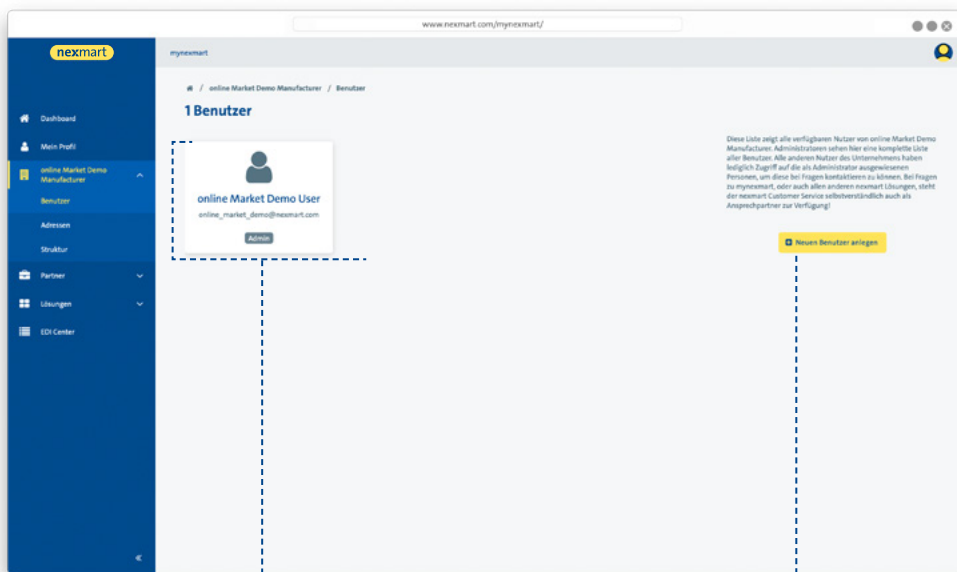 www.nexmart.com/mynexmart/
nexmart
mynexmart
/ online Market Demo Manufacturer / Benutzer
1 Benutzer
Dashboard
Mein Profil
online Market Demo
Manufacturer
Benutzer
Adressen
Struktur
Partner
Lösungen
EDI Center
online Market Demo User
online_market_demo@nexmart.com
Admin
Diese Liste zeigt alle verfügbaren Nutzer von online Market Demo
Manufacturer. Administratoren sehen hier eine komplette Liste
aller Benutzer. Alle anderen Nutzer des Unternehmens haben
lediglich Zugriff auf die als Administrator ausgewiesenen
Personen, um diese bei Fragen kontaktieren zu können. Bei Fragen
zu mynexmart, oder auch allen anderen nexmart Lösungen, steht
der nexmart Customer Service selbstverständlich auch als
Ansprechpartner zur Verfügung!
Neuen Benutzer anlegen